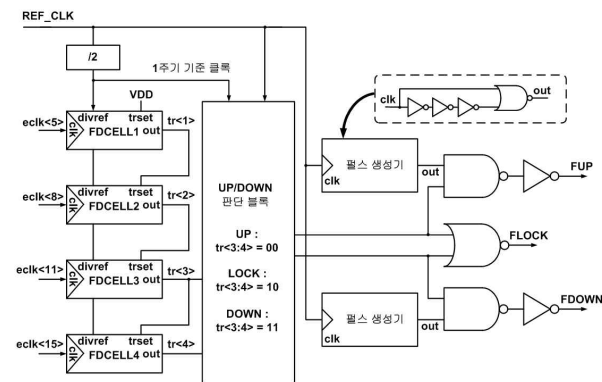 REF_CLK
/2
1주기 기준 클록
VDD
eclk<5>
clk
divref trset
FDCELL1 out
tr<1>
eclk<8>
clk
divref trset
FDCELL2 out
tr<2>
eclk<11>
clk
divref trset
FDCELL3 out
tr<3>
eclk<15>
clk
divref trset
FDCELL4 out
tr<4>
UP/DOWN
판단 블록
UP :
tr<3:4> = 00
LOCK :
tr<3:4> = 10
DOWN :
tr<3:4> = 11
clk
out
펄스 생성기
clk
out
FUP
FLOCK
펄스 생성기
clk
out
FDOWN